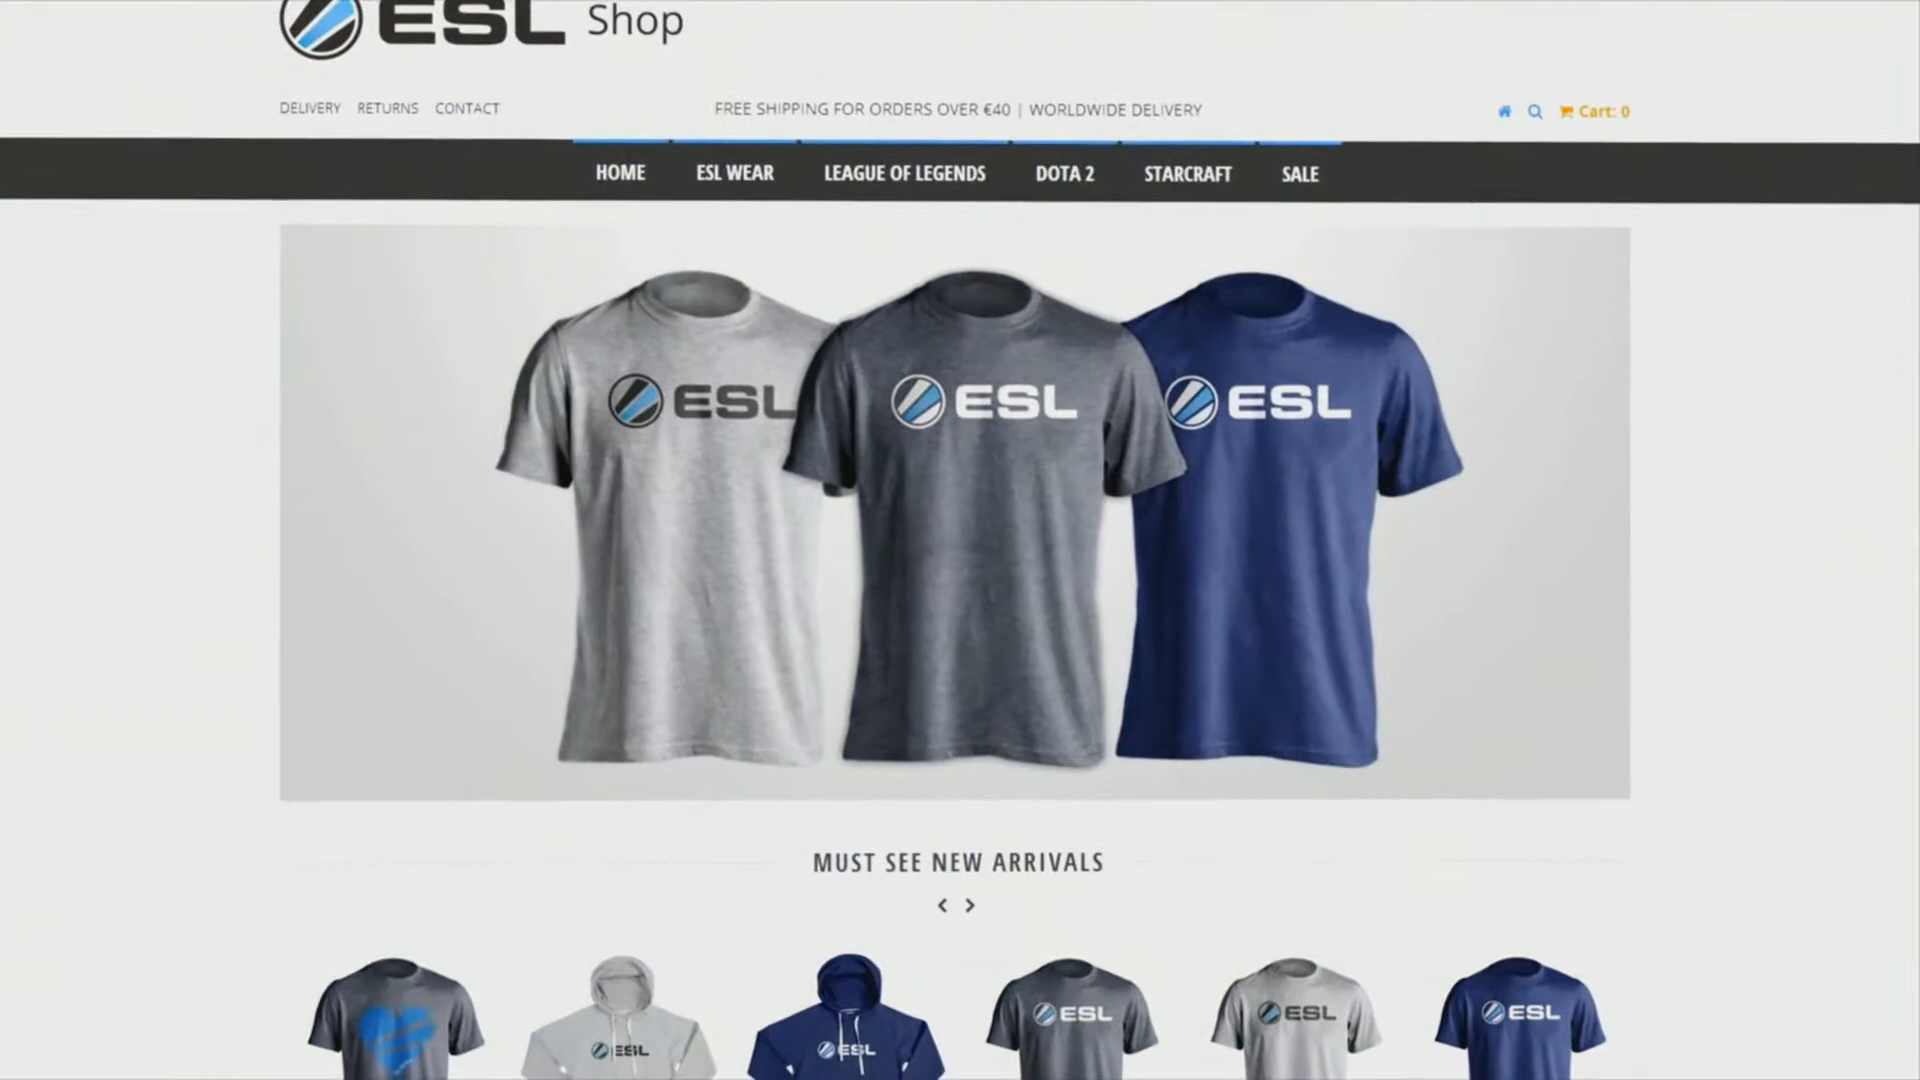 ESL Shop
DELIVERY RETURNS CONTACT
FREE SHIPPING FOR ORDERS OVER €40 | WORLDWIDE DELIVERY
Cart: 0
HOME ESL WEAR LEAGUE OF LEGENDS DOTA 2 STARCRAFT SALE
ESL ESL ESL
MUST SEE NEW ARRIVALS
ESL ESL ESL ESL ESL